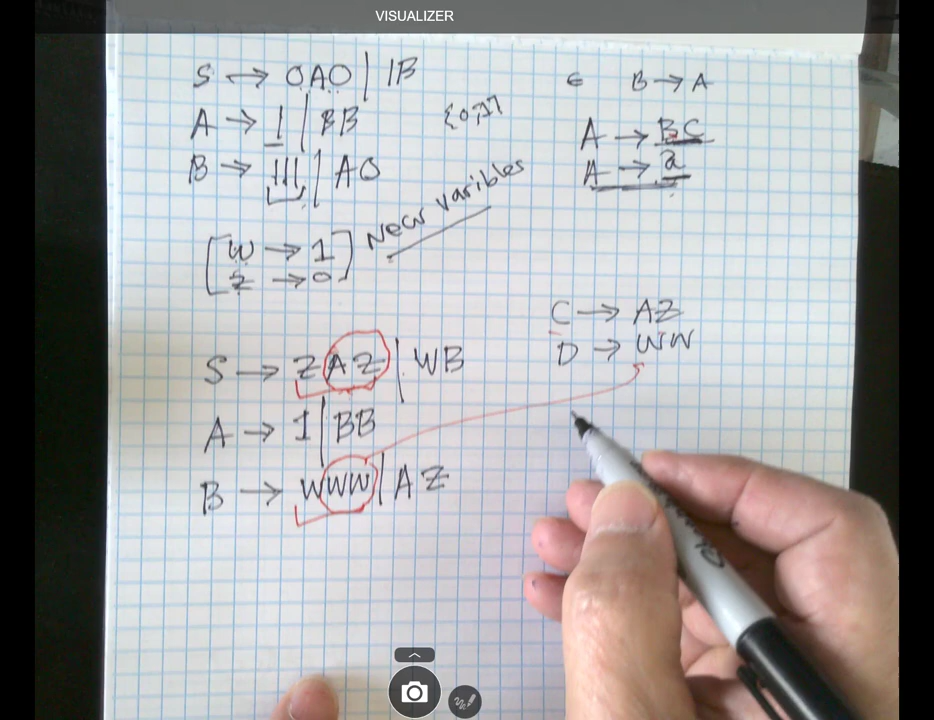 VISUALIZER
S → 0A0 | 1B
A → 1 | BB
B → 111 | A0
{0,1}
ϵ B → A
A → BC
A → a
W → 1
Z → 0
New varibles
C → AZ
D → WW
S → ZAZ | WB
A → 1 | BB
B → WWW | AZ